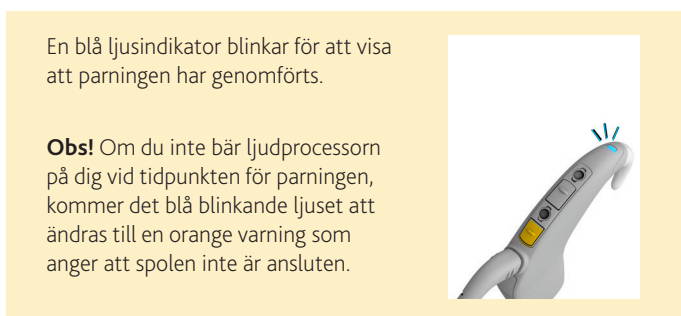 En blå ljusindikator blinkar för att visa
att parningen har genomförts.
Obs! Om du inte bär ljudprocessorn
på dig vid tidpunkten för parningen,
kommer det blå blinkande ljuset att
ändras till en orange varning som
anger att spolen inte är ansluten.